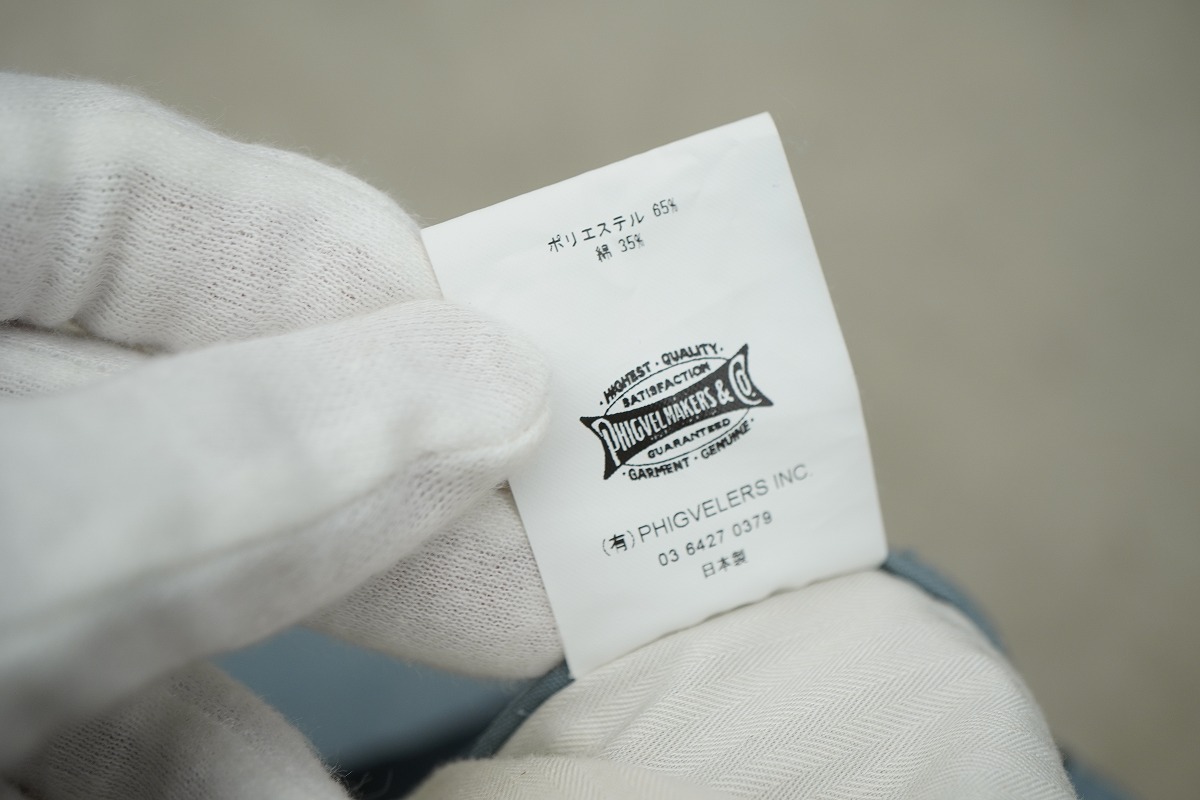 ポリエステル 65%
綿 35%
·HIGHEST·QUALITY·
SATISFACTION
PHIGVEL MAKERS & Co.
GUARANTEED
·GARMENT·GENUINE·
(有)PHIGVELERS INC.
03 6427 0379
日本製